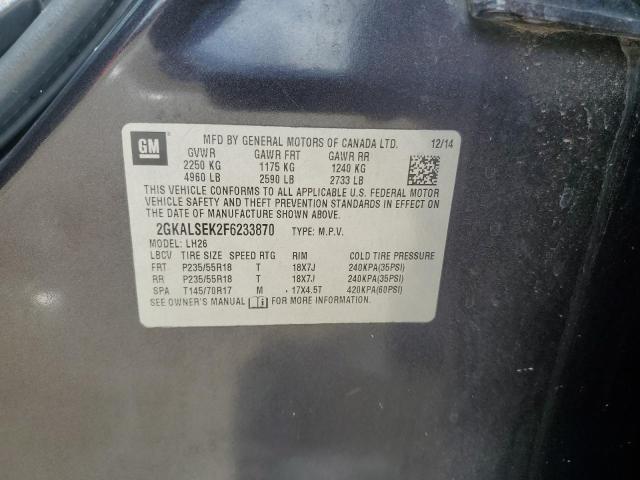 GM MFD BY GENERAL MOTORS OF CANADA LTD. 12/14
GVWR GAWR FRT GAWR RR
2250 KG 1175 KG 1240 KG
4960 LB 2590 LB 2733 LB
THIS VEHICLE CONFORMS TO ALL APPLICABLE U.S. FEDERAL MOTOR
VEHICLE SAFETY AND THEFT PREVENTION STANDARDS IN EFFECT ON
THE DATE OF MANUFACTURE SHOWN ABOVE.
2GKALSEK2F6233870 TYPE: M.P.V.
MODEL: LH26
LBCV TIRE SIZE SPEED RTG RIM COLD TIRE PRESSURE
FRT P235/55R18 T 18X7J 240KPA(35PSI)
RR P235/55R18 T 18X7J 240KPA(35PSI)
SPA T145/70R17 M 17X4.5T 420KPA(60PSI)
SEE OWNER'S MANUAL i FOR MORE INFORMATION.